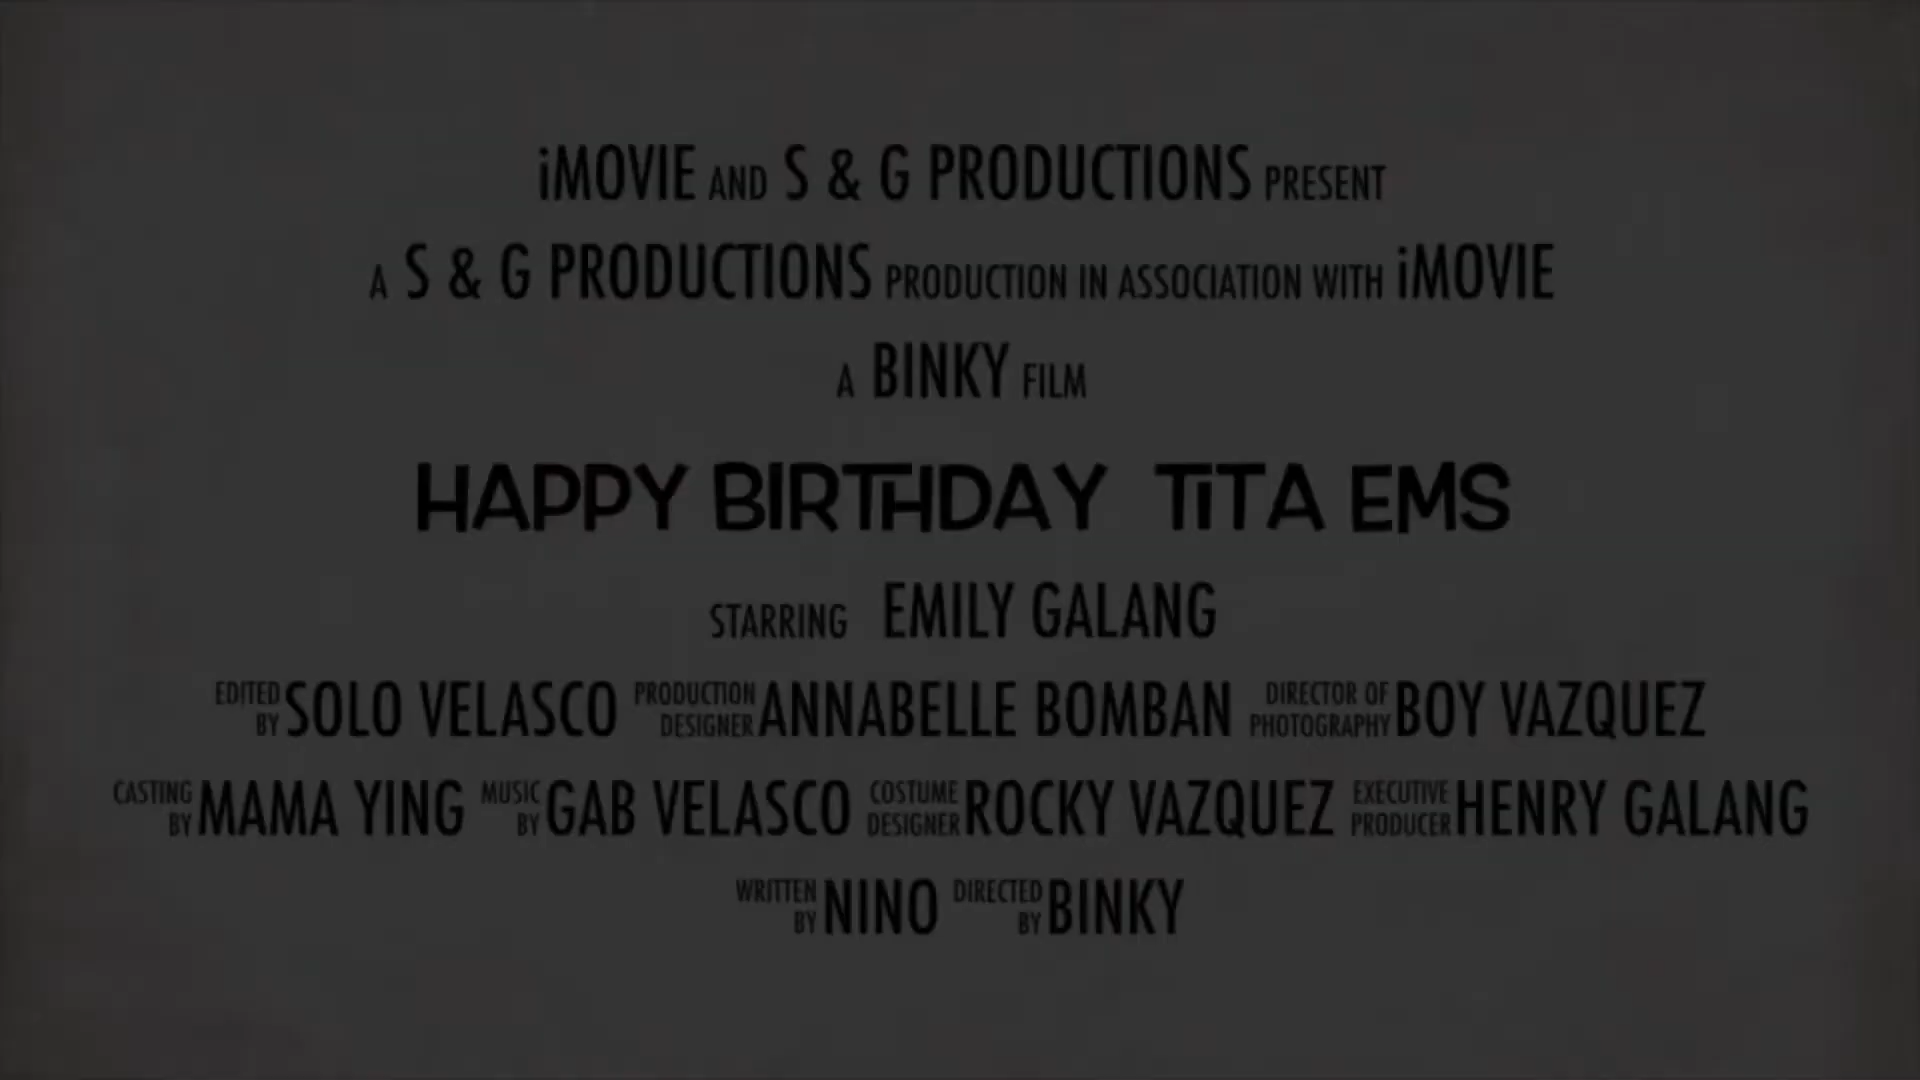 iMOVIE AND S & G PRODUCTIONS PRESENT
A S & G PRODUCTIONS PRODUCTION IN ASSOCIATION WITH iMOVIE
A BINKY FILM
HAPPY BIRTHDAY TiTA EMS
STARRING EMILY GALANG
EDITED BY SOLO VELASCO PRODUCTION DESIGNER ANNABELLE BOMBAN DIRECTOR OF PHOTOGRAPHY BOY VAZQUEZ
CASTING BY MAMA YING MUSIC BY GAB VELASCO COSTUME DESIGNER ROCKY VAZQUEZ EXECUTIVE PRODUCER HENRY GALANG
WRITTEN BY NINO DIRECTED BY BINKY